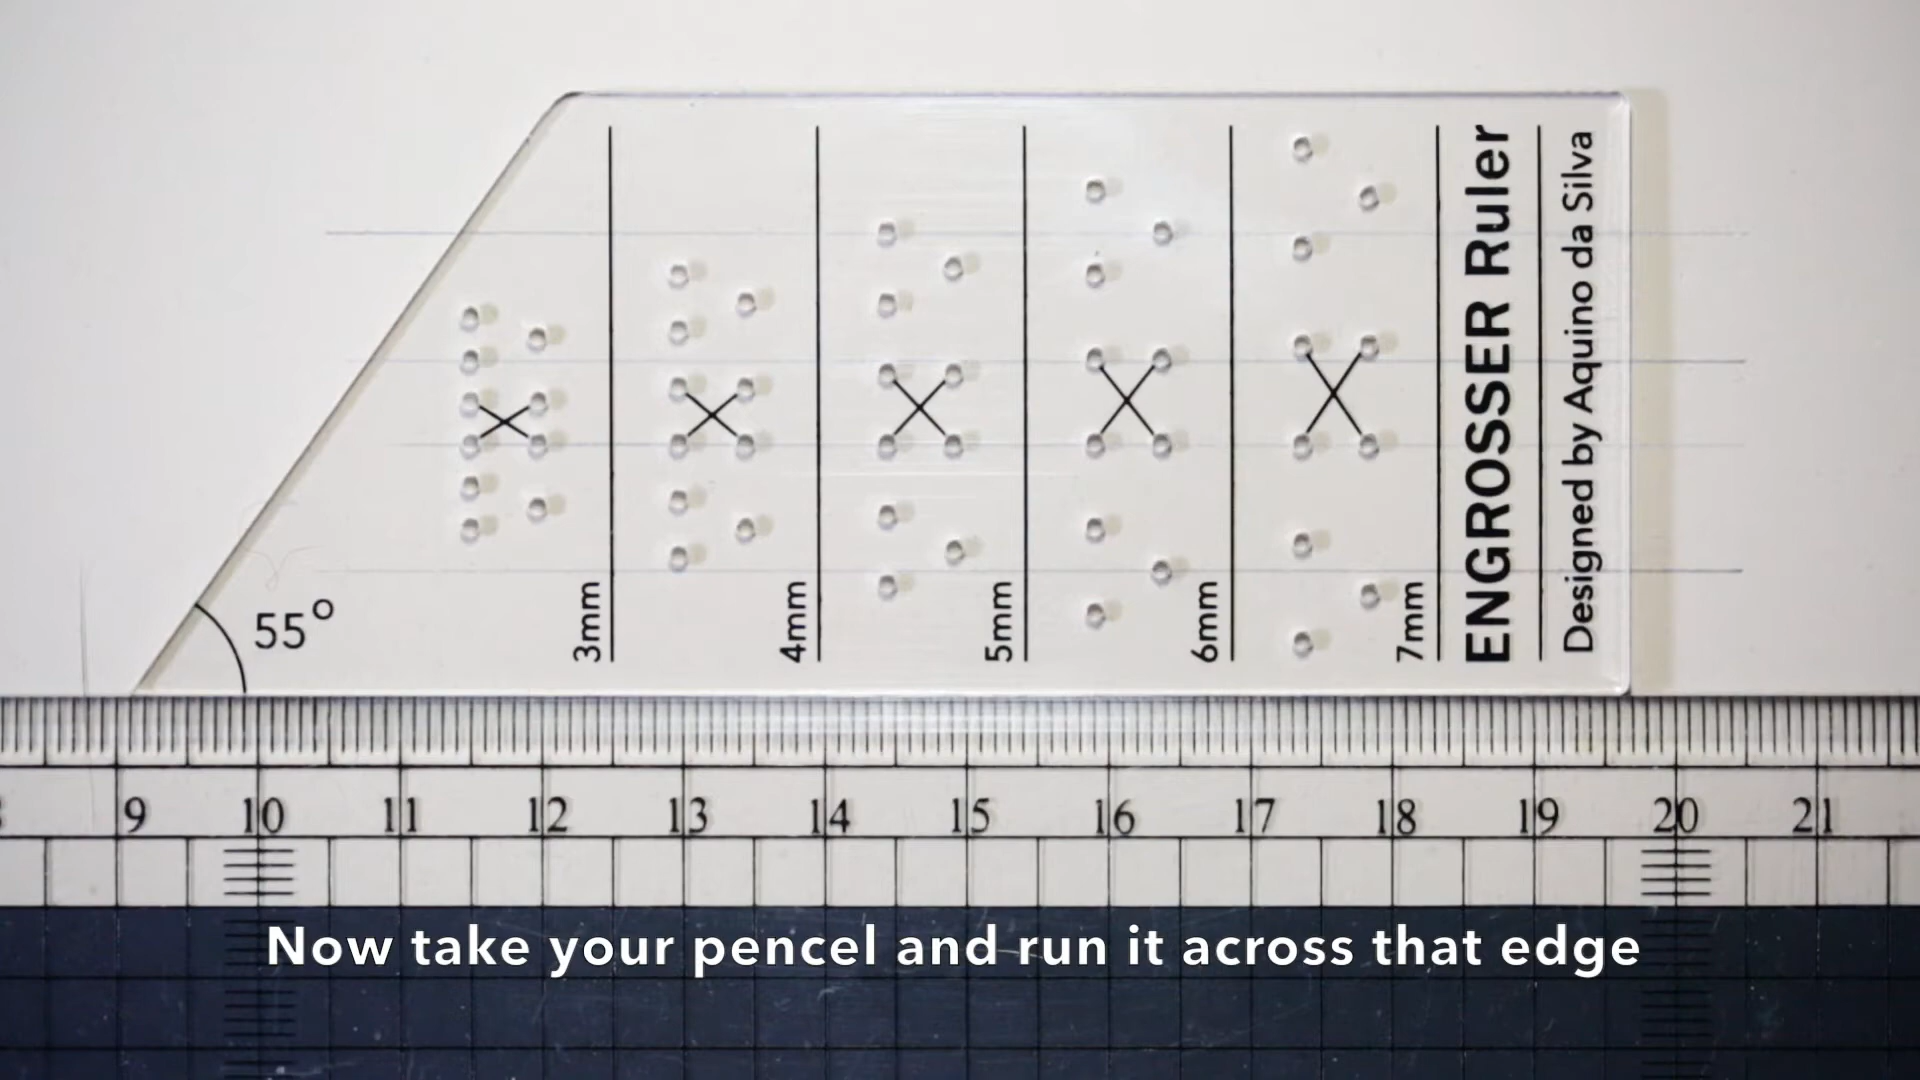 55°
3mm
4mm
5mm
6mm
7mm
ENGROSSER Ruler
Designed by Aquino da Silva
9 10 11 12 13 14 15 16 17 18 19 20 21
Now take your pencel and run it across that edge